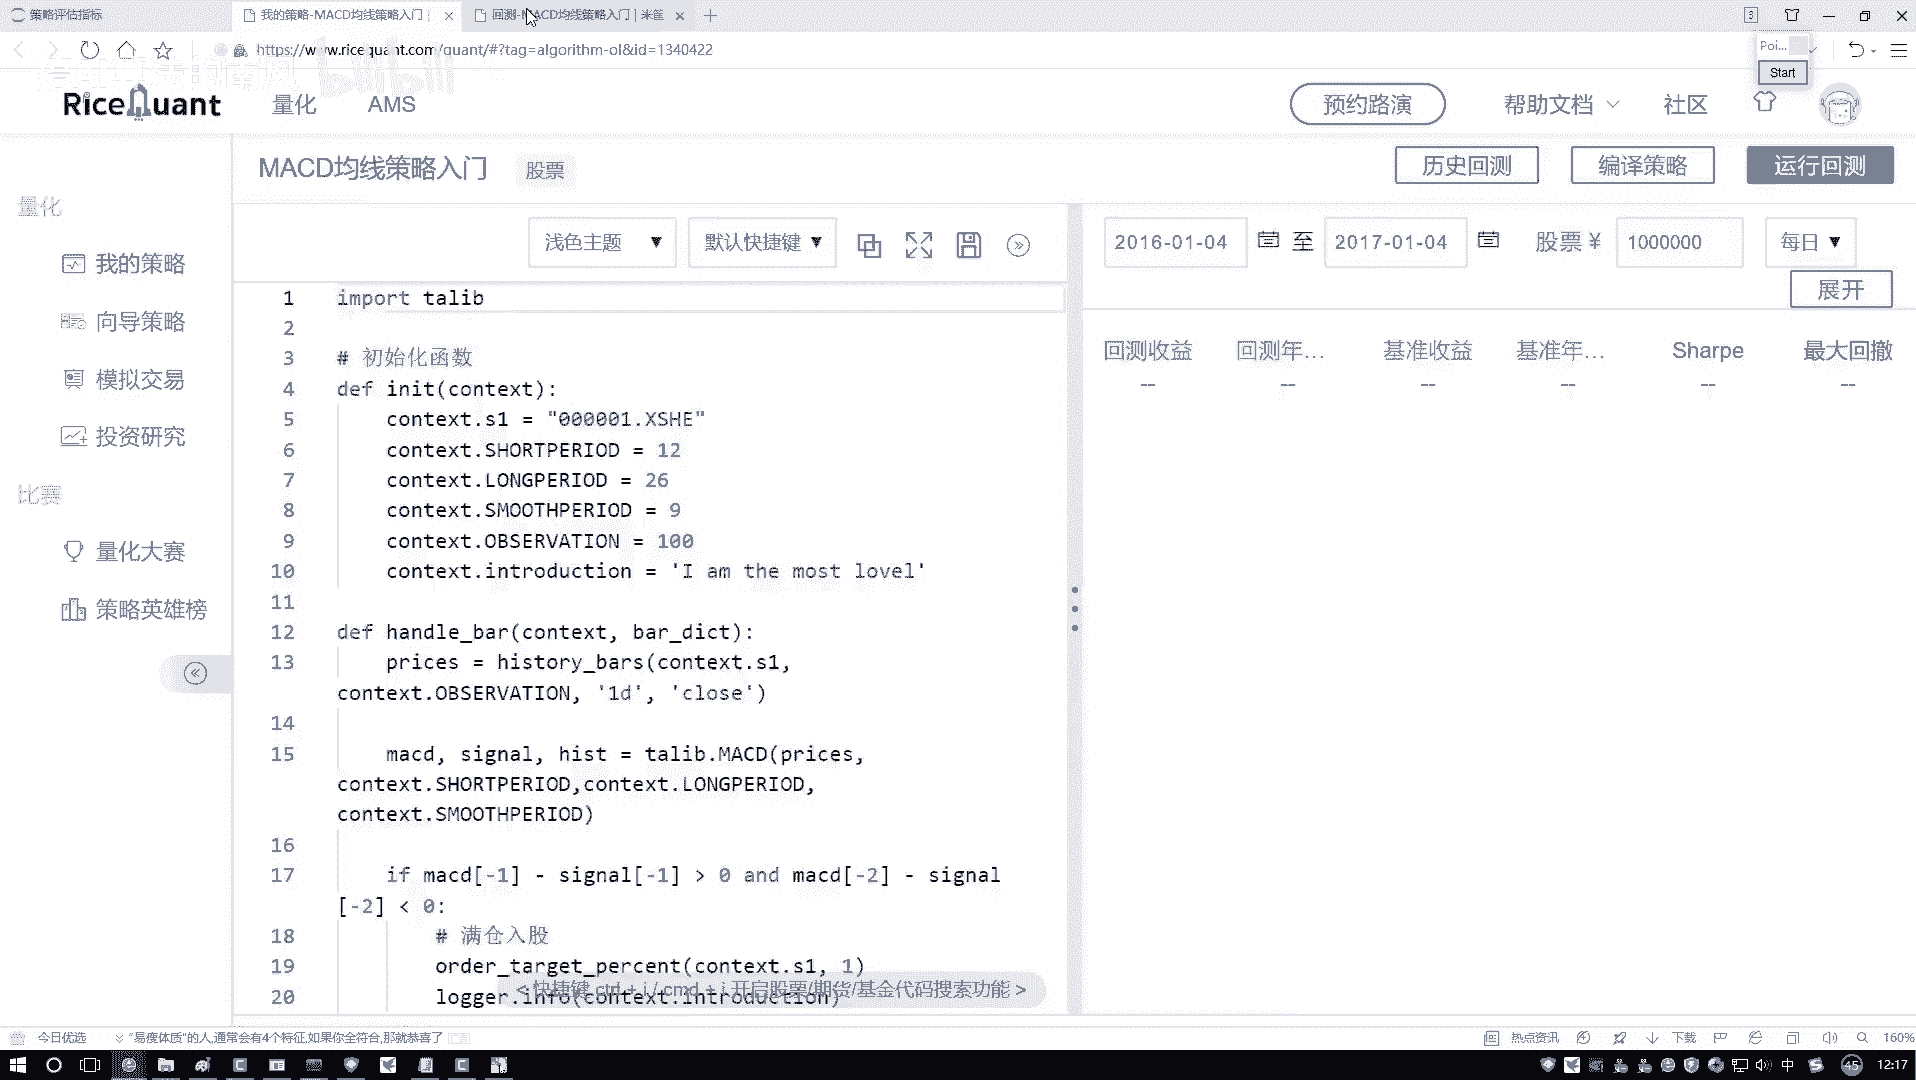 策略评估指标
我的策略-MACD均线策略入门 |
回测-MACD均线策略入门 | 米筐
https://www.ricequant.com/quant/#?tag=algorithm-ol&id=1340422
Poi...
Start
bilibili
RiceQuant
量化
AMS
预约路演
帮助文档
社区
MACD均线策略入门
股票
历史回测
编译策略
运行回测
量化
我的策略
向导策略
模拟交易
投资研究
比赛
量化大赛
策略英雄榜
浅色主题 ▼
默认快捷键 ▼
2016-01-04 至 2017-01-04
股票 ¥ 1000000
每日 ▼
展开
回测收益 回测年... 基准收益 基准年... Sharpe 最大回撤
-- -- -- -- -- --
1 import talib
2
3 # 初始化函数
4 def init(context):
5 context.s1 = "000001.XSHE"
6 context.SHORTPERIOD = 12
7 context.LONGPERIOD = 26
8 context.SMOOTHPERIOD = 9
9 context.OBSERVATION = 100
10 context.introduction = 'I am the most lovel'
11
12 def handle_bar(context, bar_dict):
13 prices = history_bars(context.s1,
context.OBSERVATION, '1d', 'close')
14
15 macd, signal, hist = talib.MACD(prices,
context.SHORTPERIOD,context.LONGPERIOD,
context.SMOOTHPERIOD)
16
17 if macd[-1] - signal[-1] > 0 and macd[-2] - signal
[-2] < 0:
18 # 满仓入股
19 order_target_percent(context.s1, 1)
20 logger.info(context.introduction)
< 快捷键 ctrl + i / cmd + i 开启股票/期货/基金代码搜索功能 >
今日优选
“易瘦体质”的人,通常会有4个特征,如果你全符合,那就恭喜了
热点资讯
下载
160%
中
45
12:17